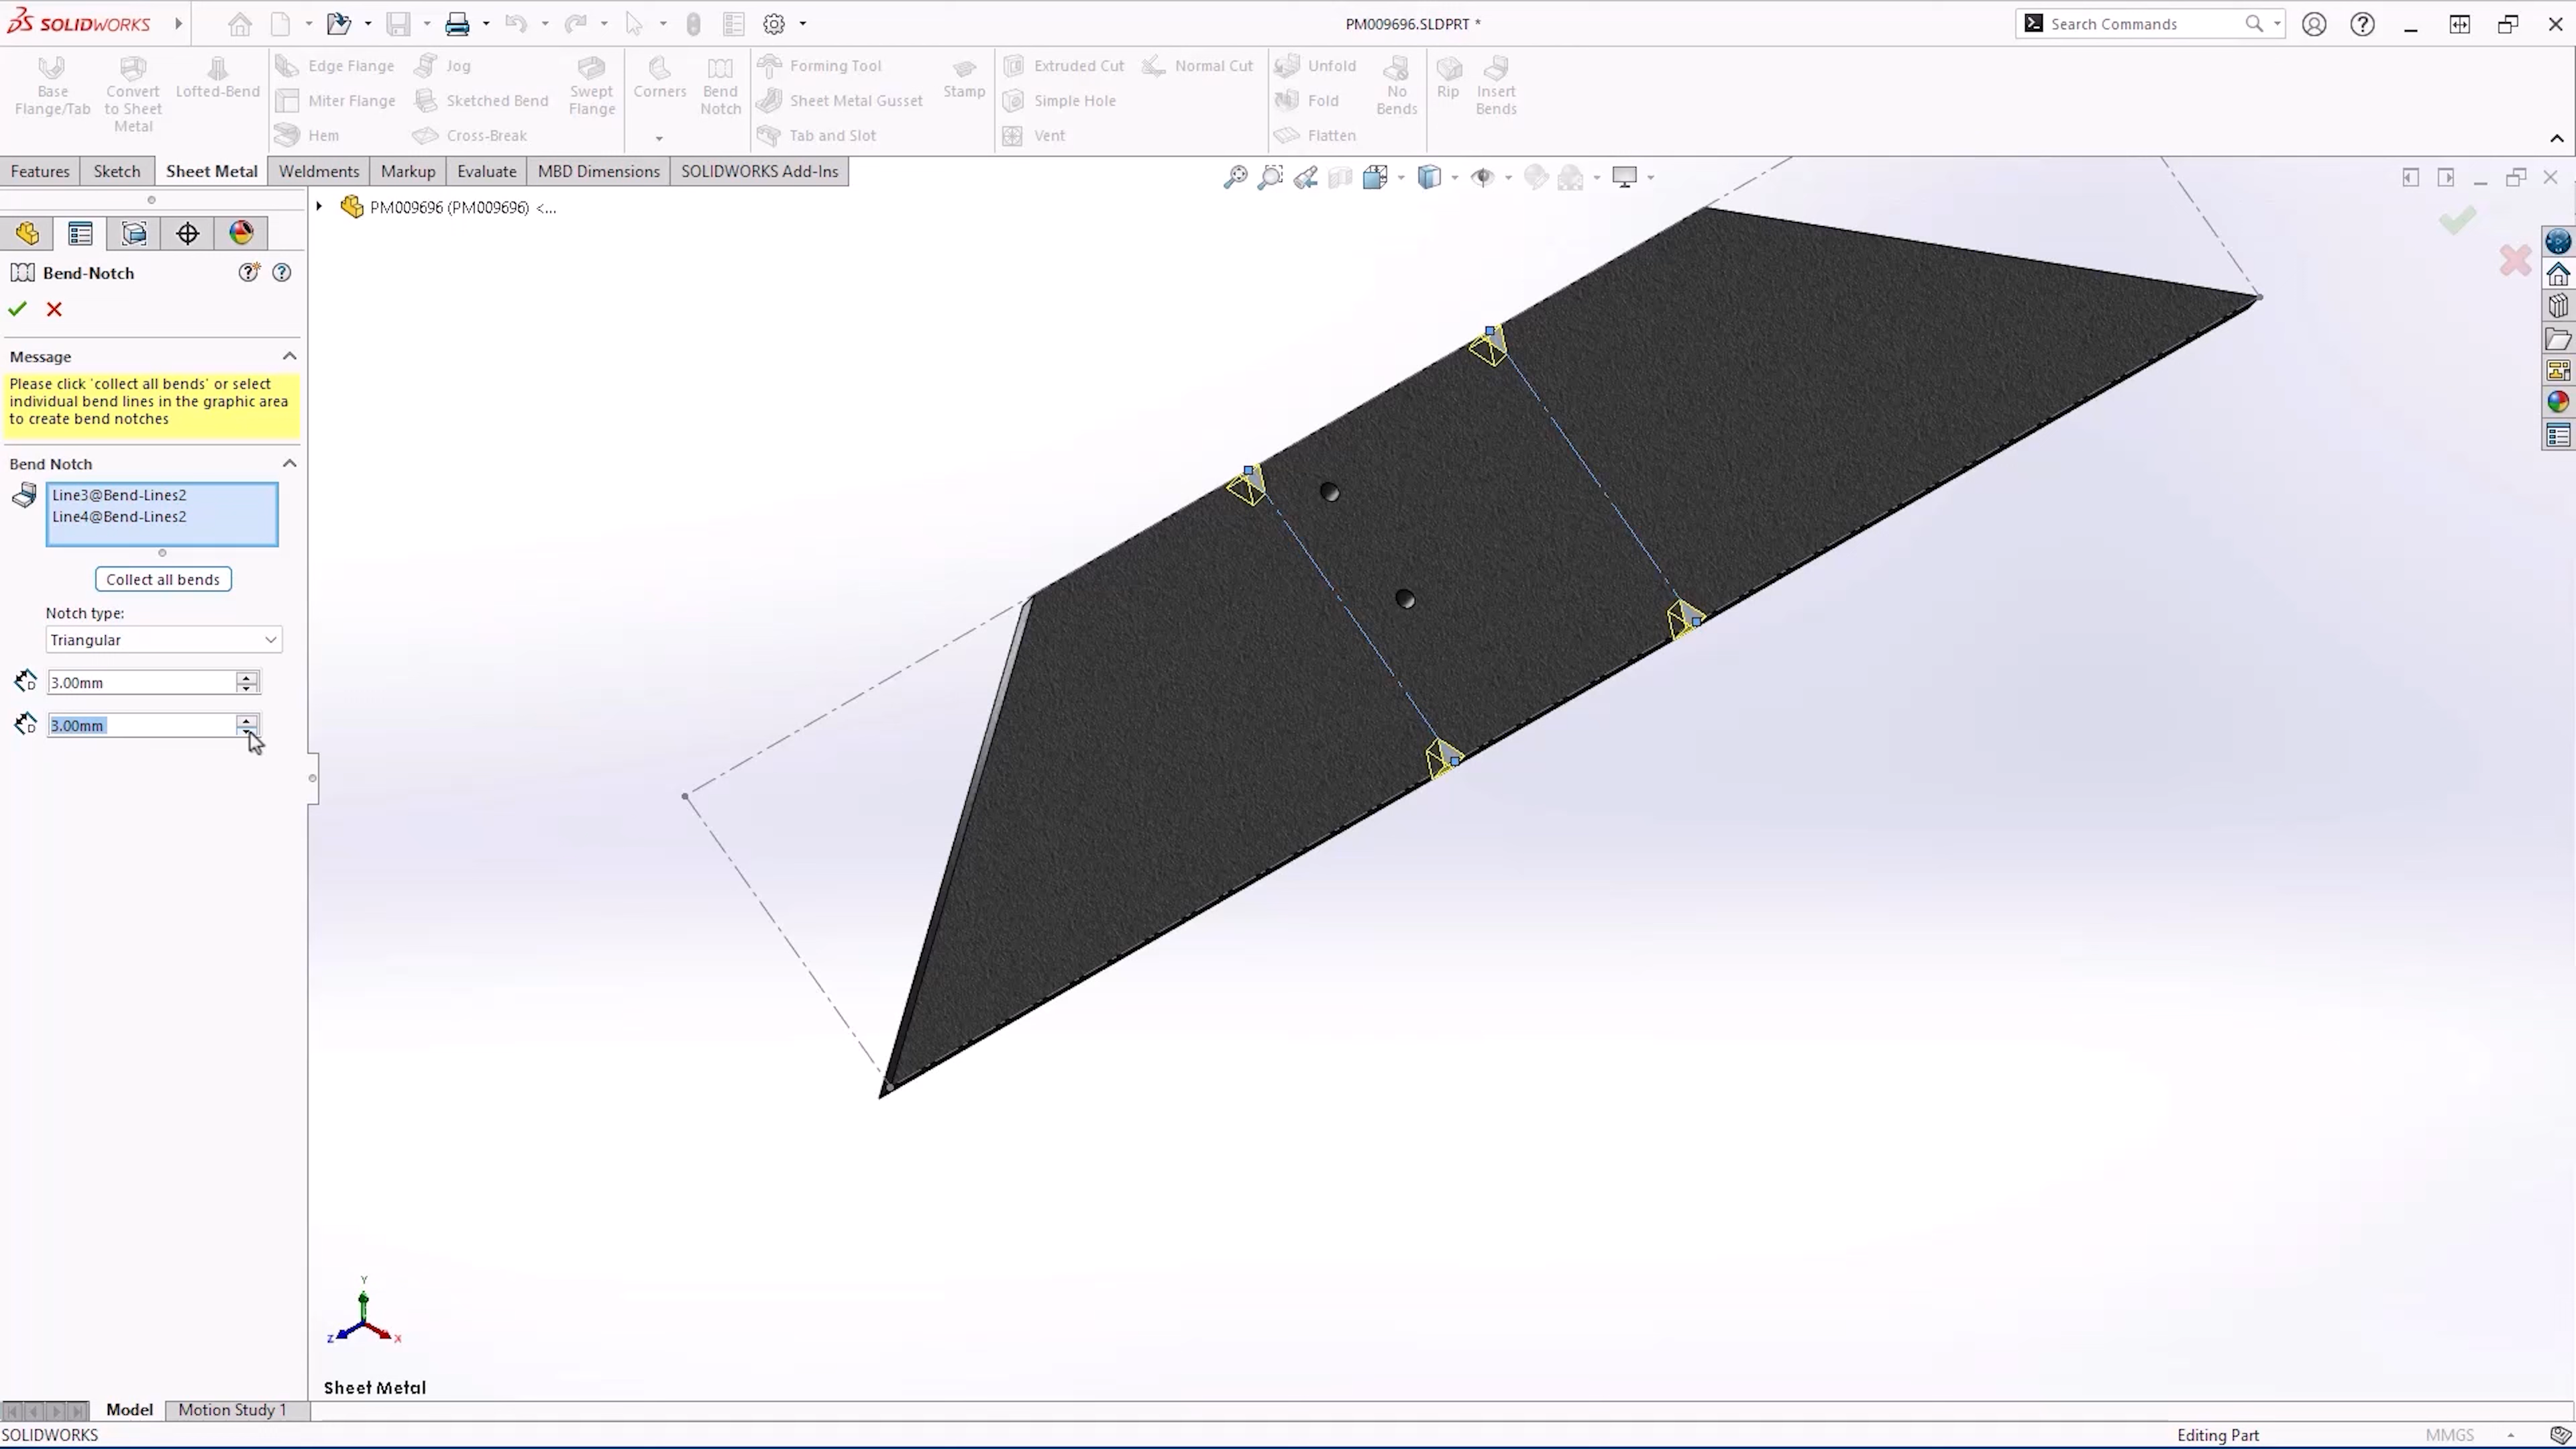 SOLIDWORKS
PM009696.SLDPRT *
Search Commands
Base Flange/Tab
Convert to Sheet Metal
Lofted-Bend
Edge Flange
Miter Flange
Hem
Jog
Sketched Bend
Cross-Break
Swept Flange
Corners
Bend Notch
Forming Tool
Sheet Metal Gusset
Tab and Slot
Stamp
Extruded Cut
Simple Hole
Vent
Normal Cut
Unfold
Fold
Flatten
No Bends
Rip
Insert Bends
Features
Sketch
Sheet Metal
Weldments
Markup
Evaluate
MBD Dimensions
SOLIDWORKS Add-Ins
PM009696 (PM009696) <...
Bend-Notch
Message
Please click 'collect all bends' or select
individual bend lines in the graphic area
to create bend notches
Bend Notch
Line3@Bend-Lines2
Line4@Bend-Lines2
Collect all bends
Notch type:
Triangular
D 3.00mm
D 3.00mm
Y
Z
X
Sheet Metal
Model
Motion Study 1
SOLIDWORKS
Editing Part
MMGS